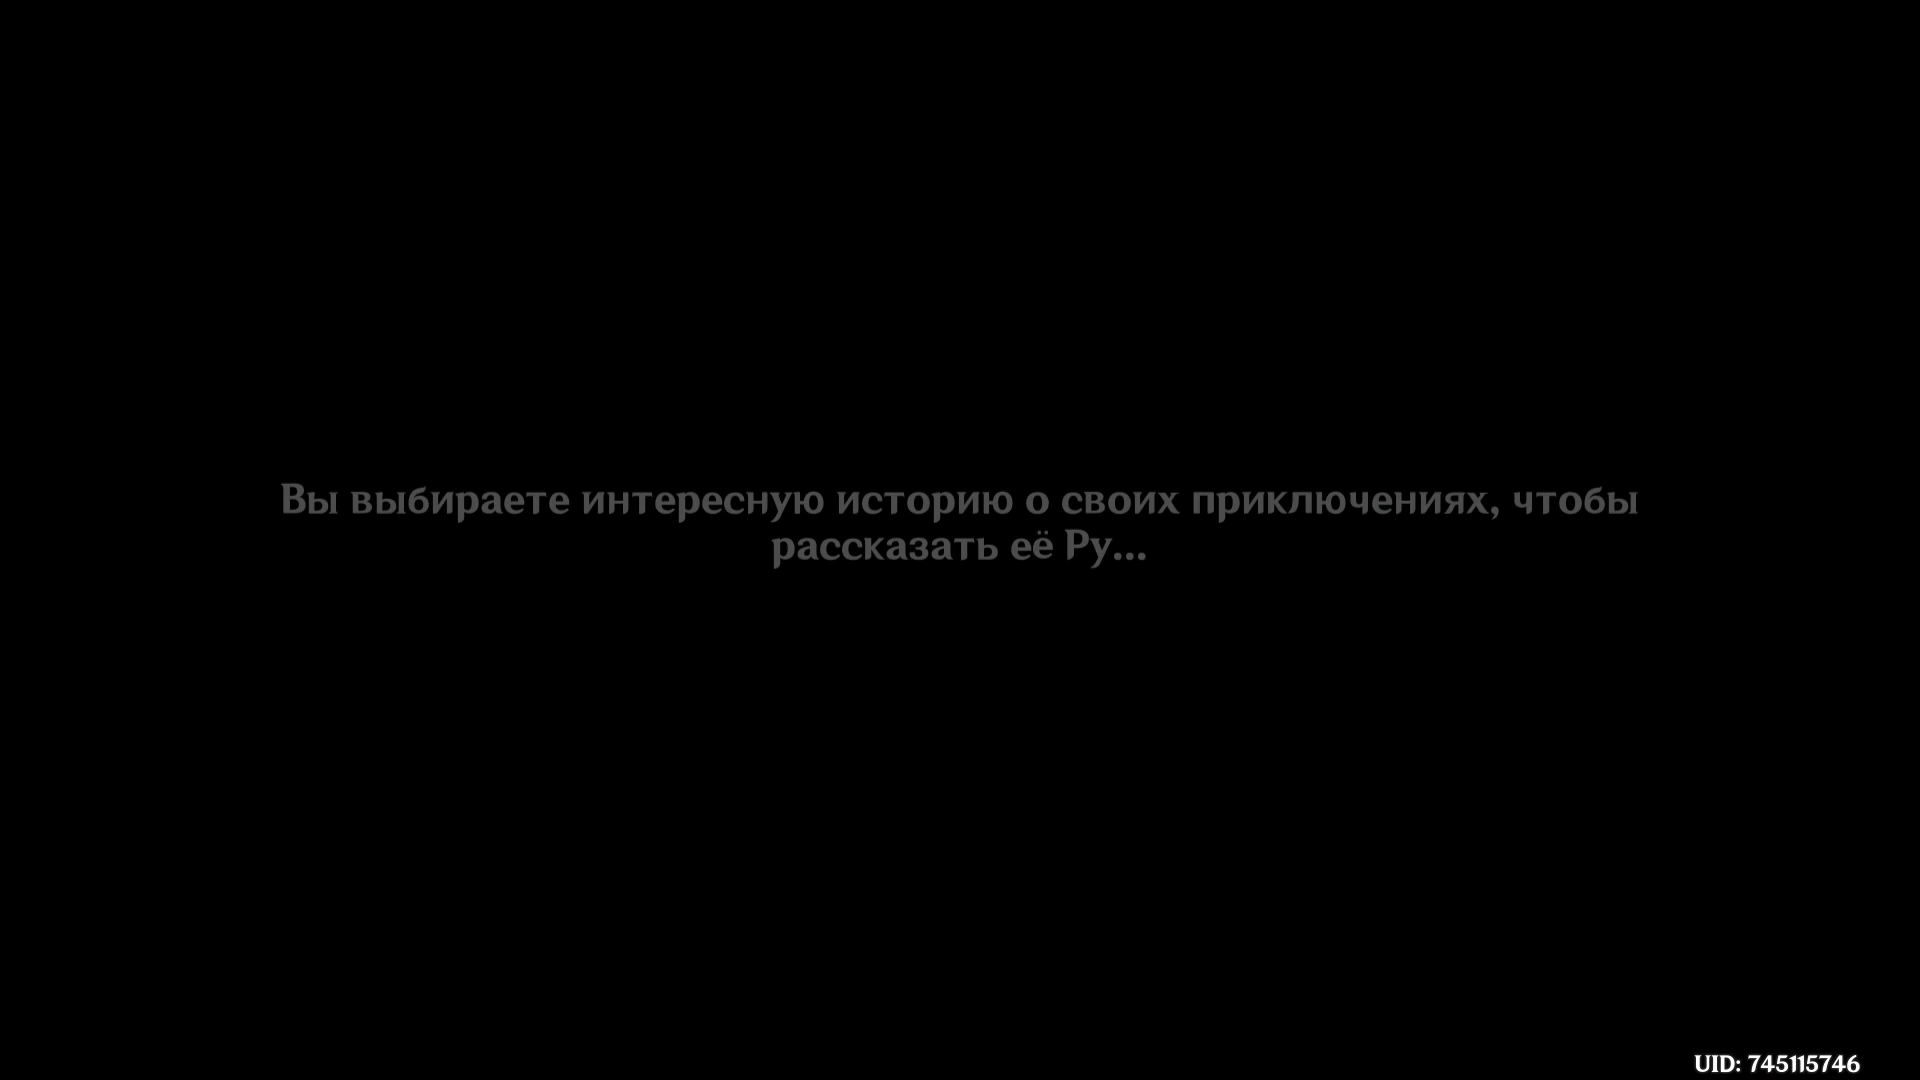 Вы выбираете интересную историю о своих приключениях, чтобы
рассказать её Ру...
UID: 745115746